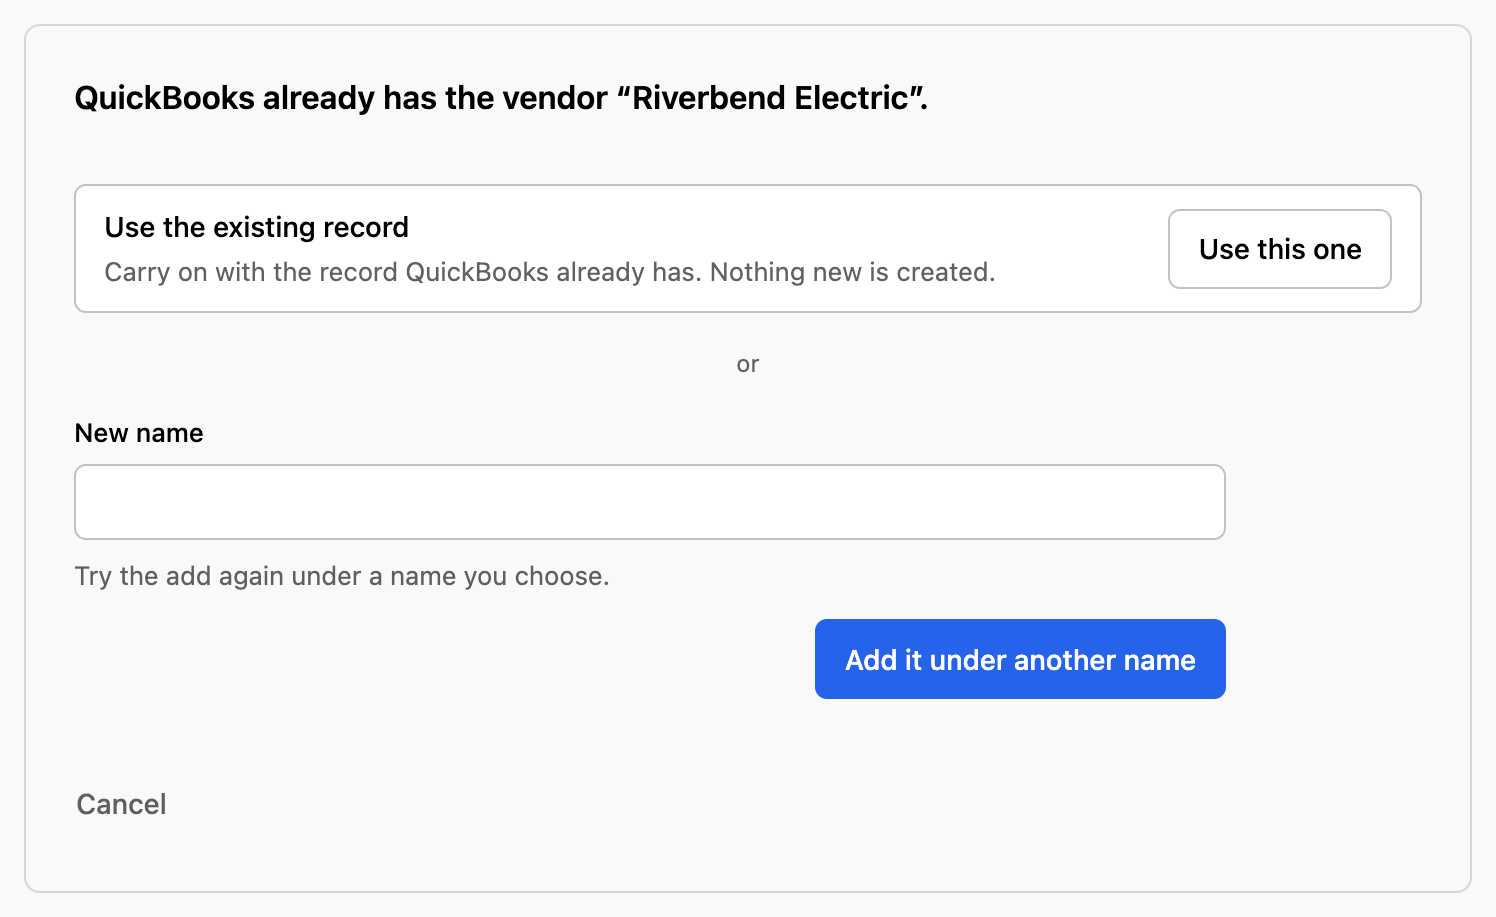 QuickBooks already has the vendor “Riverbend Electric”.
Use the existing record
Carry on with the record QuickBooks already has. Nothing new is created.
Use this one
or
New name
Try the add again under a name you choose.
Add it under another name
Cancel